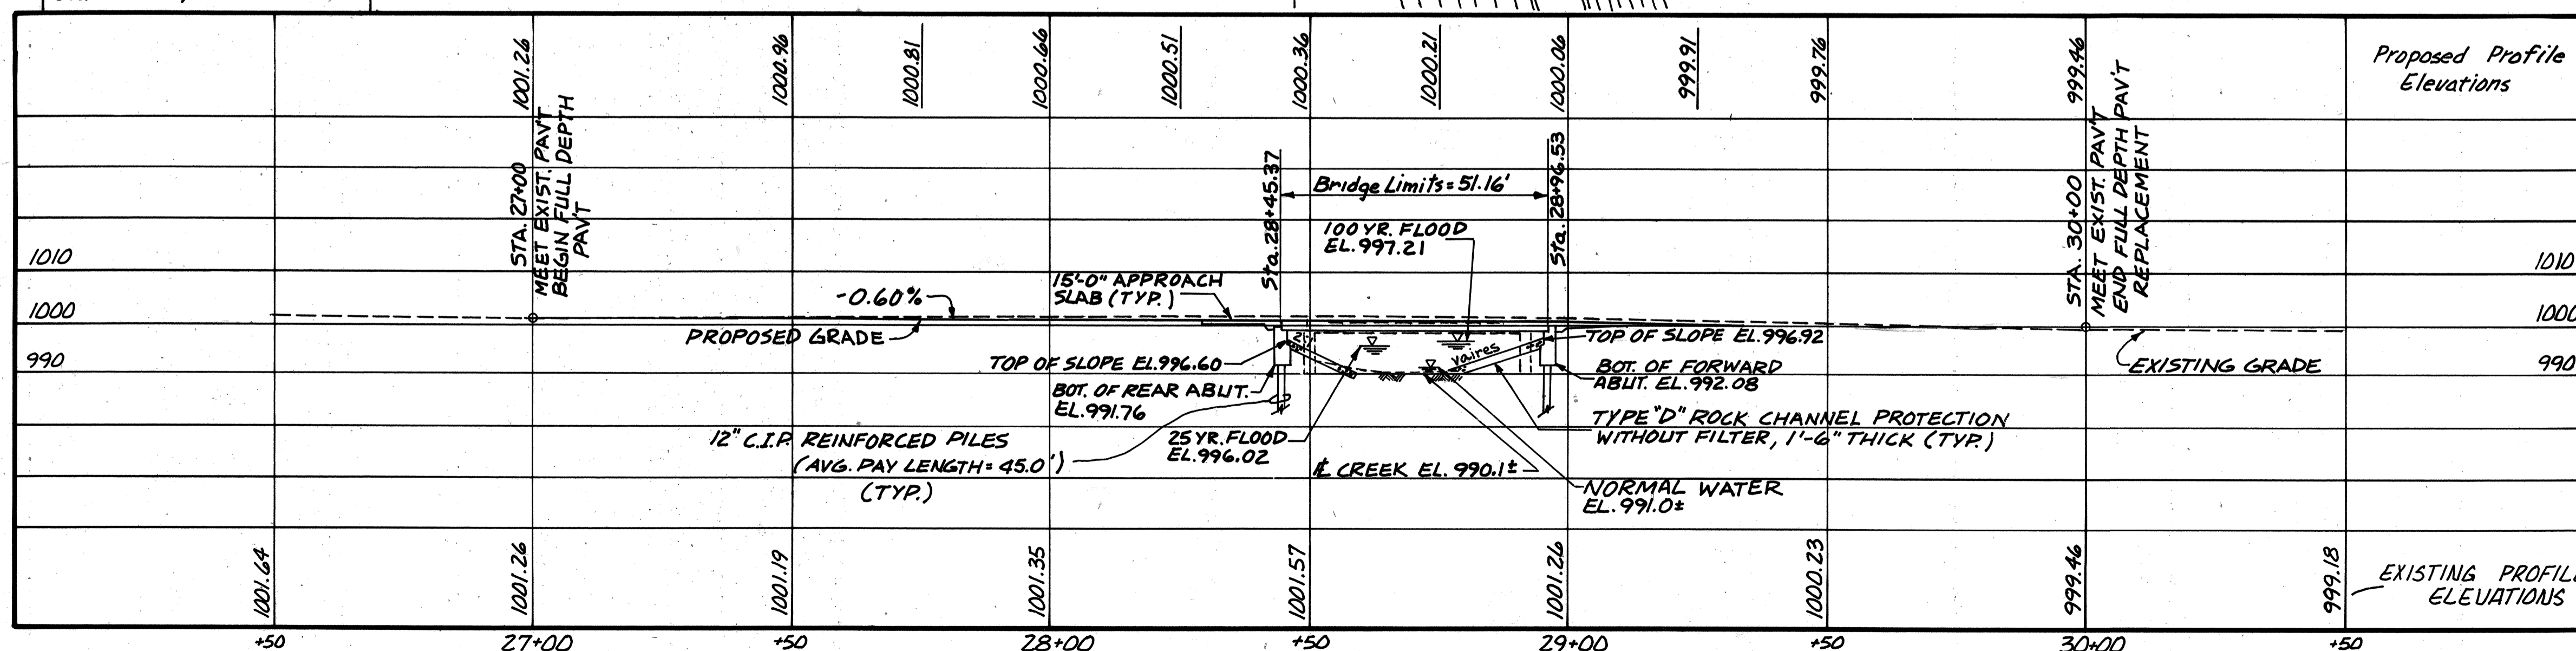 1001.26
1000.96
1000.81
1000.66
1000.51
1000.36
1000.21
1000.06
999.91
999.76
999.46
Proposed Profile
Elevations
STA. 27+00
MEET EXIST. PAV'T
BEGIN FULL DEPTH
PAV'T
Sta. 28+45.37
Bridge Limits = 51.16'
Sta. 28+96.53
STA. 30+00
MEET EXIST. PAV'T
END FULL DEPTH PAV'T
REPLACEMENT
100 YR. FLOOD
EL. 997.21
1010
1010
15'-0" APPROACH
SLAB (TYP.)
-0.60%
1000
1000
PROPOSED GRADE
TOP OF SLOPE EL. 996.92
vaires
990
990
TOP OF SLOPE EL. 996.60
EXISTING GRADE
BOT. OF FORWARD
ABUT. EL. 992.08
BOT. OF REAR ABUT.
EL. 991.76
TYPE "D" ROCK CHANNEL PROTECTION
WITHOUT FILTER, 1'-6" THICK (TYP.)
12" C.I.P. REINFORCED PILES
(AVG. PAY LENGTH = 45.0')
(TYP.)
25 YR. FLOOD
EL. 996.02
℄ CREEK EL. 990.1±
NORMAL WATER
EL. 991.0±
1001.64
1001.26
1001.19
1001.35
1001.57
1001.26
1000.23
999.46
999.18
EXISTING PROFILE
ELEVATIONS
+50
27+00
+50
28+00
+50
29+00
+50
30+00
+50